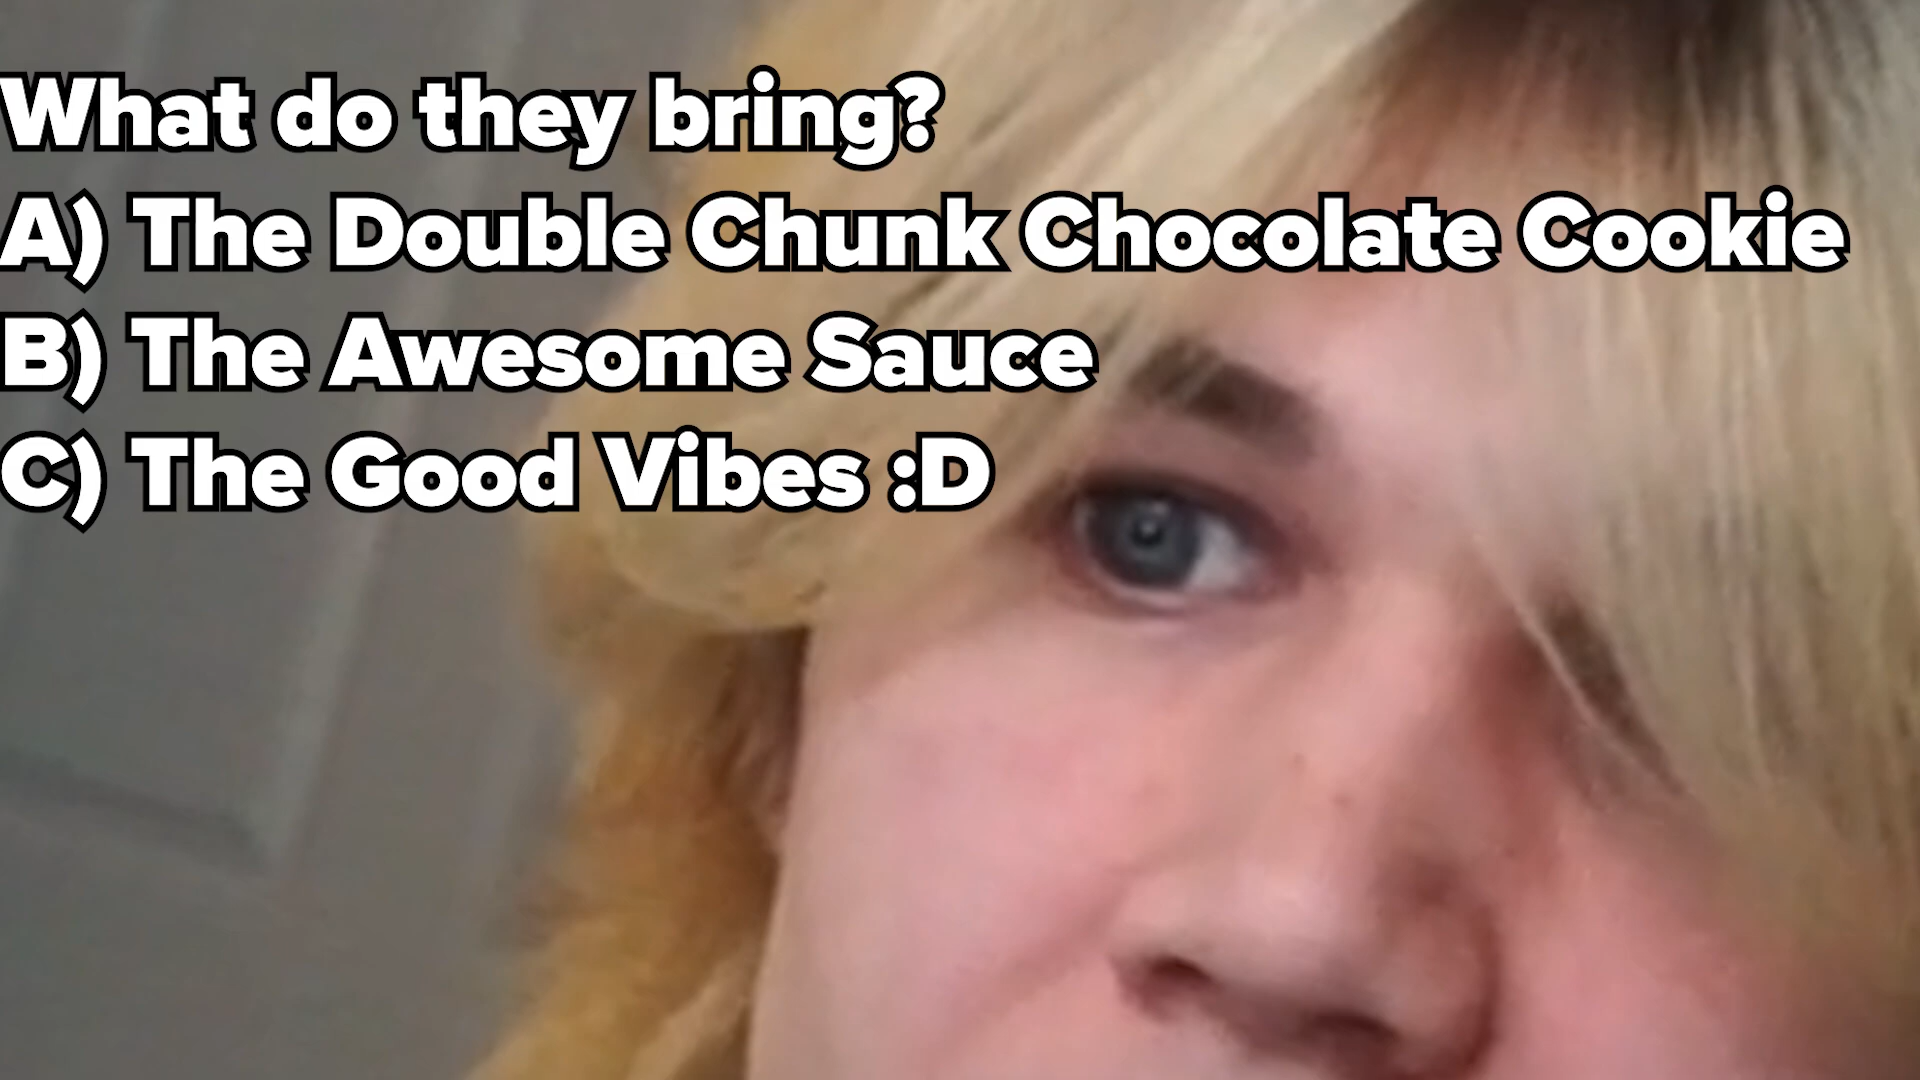 What do they bring?
A) The Double Chunk Chocolate Cookie
B) The Awesome Sauce
C) The Good Vibes :D